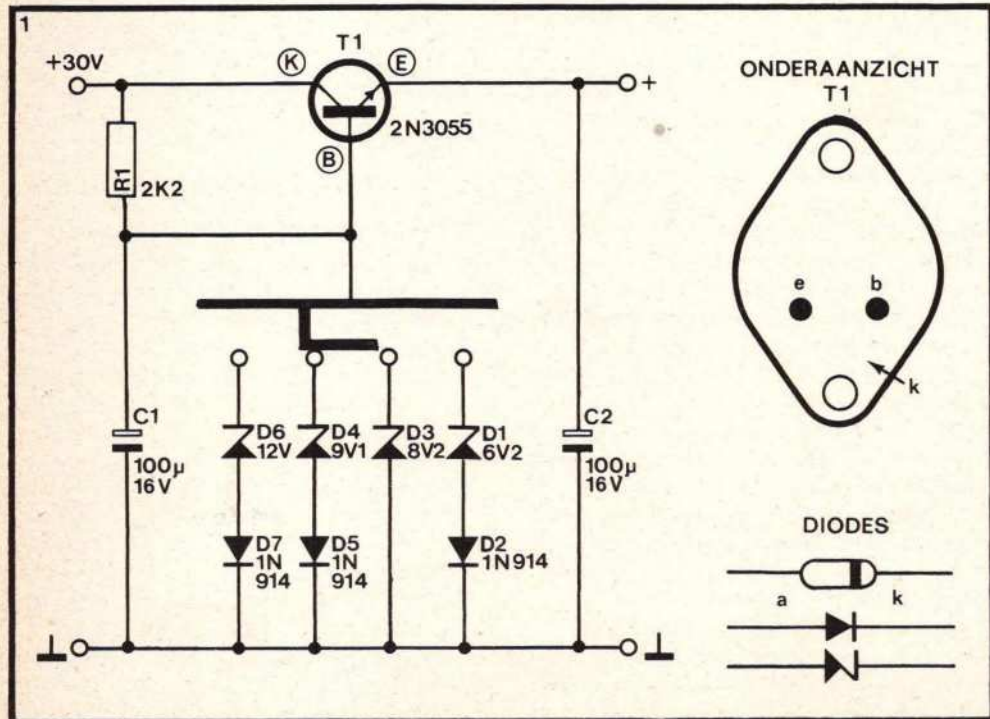 1
T1
+30V
K
E
+
2N3055
B
R1
2K2
C1
100µ
16V
D6
12V
D4
9V1
D3
8V2
D1
6V2
C2
100µ
16V
D7
1N
914
D5
1N
914
D2
1N914
ONDERAANZICHT
T1
e
b
k
DIODES
a
k